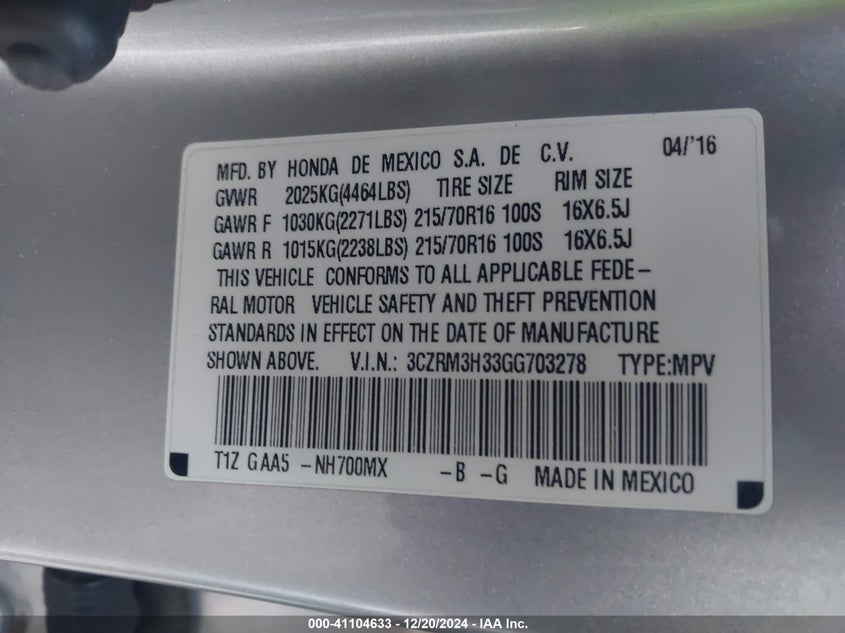 MFD. BY HONDA DE MEXICO S.A. DE C.V. 04/'16
GVWR 2025KG(4464LBS) TIRE SIZE RIM SIZE
GAWR F 1030KG(2271LBS) 215/70R16 100S 16X6.5J
GAWR R 1015KG(2238LBS) 215/70R16 100S 16X6.5J
THIS VEHICLE CONFORMS TO ALL APPLICABLE FEDE-
RAL MOTOR VEHICLE SAFETY AND THEFT PREVENTION
STANDARDS IN EFFECT ON THE DATE OF MANUFACTURE
SHOWN ABOVE. V.I.N.: 3CZRM3H33GG703278 TYPE:MPV
T1Z GAA5 -NH700MX -B -G MADE IN MEXICO
000-41104633 - 12/20/2024 - IAA Inc.